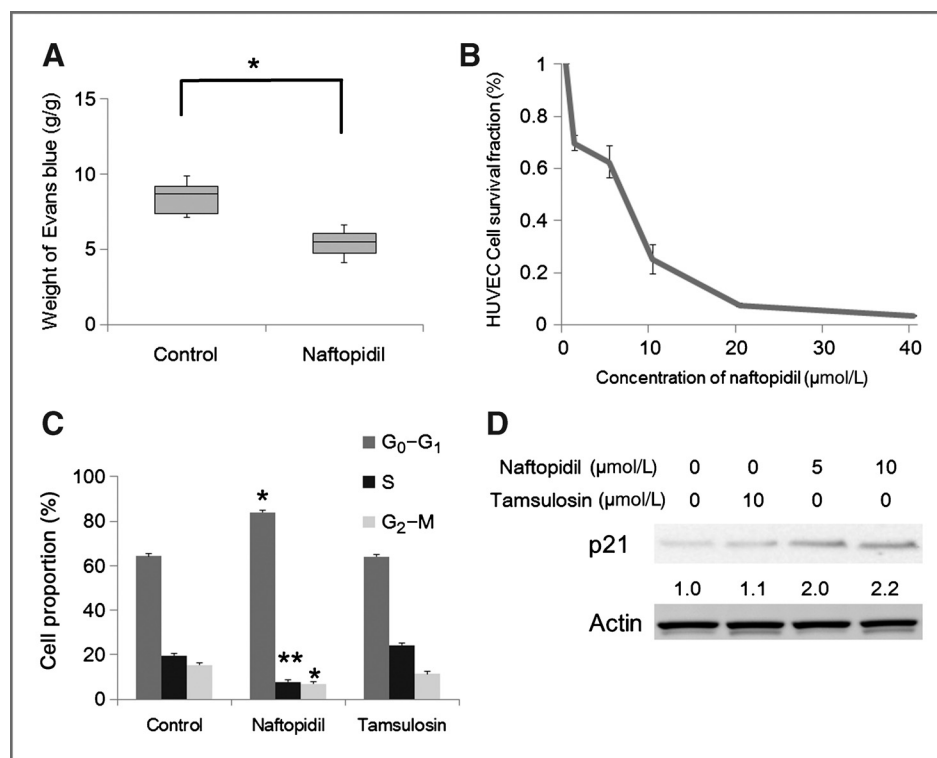 A
*
Weight of Evans blue (g/g)
15
10
5
0
Control Naftopidil
B
HUVEC Cell survival fraction (%)
1
0.8
0.6
0.4
0.2
0
0 10 20 30 40
Concentration of naftopidil (µmol/L)
C
G₀–G₁
S
G₂–M
Cell proportion (%)
100
80
60
40
20
0
*
**
*
Control Naftopidil Tamsulosin
D
Naftopidil (µmol/L) 0 0 5 10
Tamsulosin (µmol/L) 0 10 0 0
p21
1.0 1.1 2.0 2.2
Actin